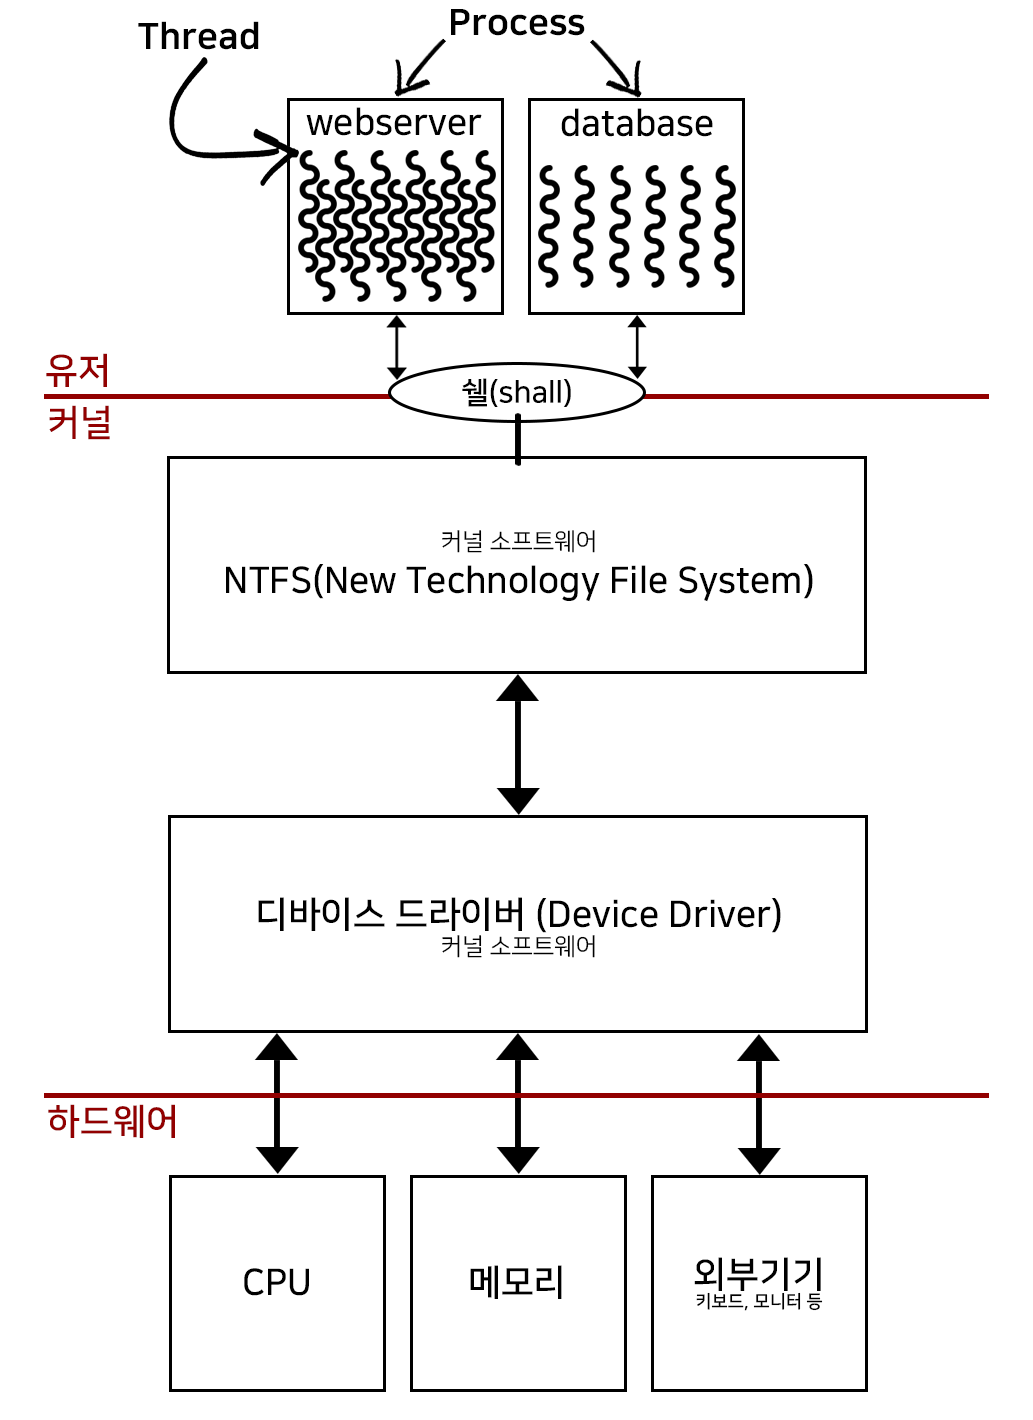 Process
Thread
webserver
database
유저
쉘(shall)
커널
커널 소프트웨어
NTFS(New Technology File System)
디바이스 드라이버 (Device Driver)
커널 소프트웨어
하드웨어
CPU
메모리
외부기기
키보드, 모니터 등